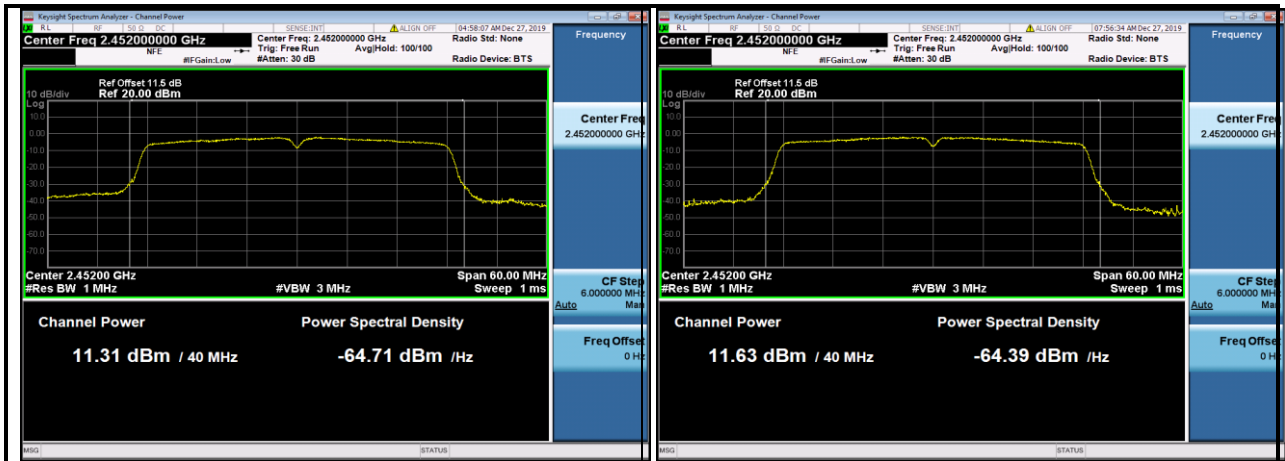 Keysight Spectrum Analyzer - Channel Power
RL RF 50 Ω DC SENSE:INT ALIGN OFF 04:58:07 AM Dec 27, 2019
Center Freq 2.452000000 GHz
Center Freq: 2.452000000 GHz
Radio Std: None
Frequency
NFE
Trig: Free Run
Avg|Hold: 100/100
#IFGain:Low
#Atten: 30 dB
Radio Device: BTS
Ref Offset 11.5 dB
10 dB/div
Ref 20.00 dBm
Log
10.0
0.00
-10.0
-20.0
-30.0
-40.0
-50.0
-60.0
-70.0
Center Freq
2.452000000 GHz
Center 2.45200 GHz
Span 60.00 MHz
#Res BW 1 MHz
#VBW 3 MHz
Sweep 1 ms
CF Step
6.000000 MHz
Auto Man
Channel Power
Power Spectral Density
11.31 dBm / 40 MHz
-64.71 dBm /Hz
Freq Offset
0 Hz
MSG
STATUS
Keysight Spectrum Analyzer - Channel Power
RL RF 50 Ω DC SENSE:INT ALIGN OFF 07:56:34 AM Dec 27, 2019
Center Freq 2.452000000 GHz
Center Freq: 2.452000000 GHz
Radio Std: None
Frequency
NFE
Trig: Free Run
Avg|Hold: 100/100
#IFGain:Low
#Atten: 30 dB
Radio Device: BTS
Ref Offset 11.5 dB
10 dB/div
Ref 20.00 dBm
Log
10.0
0.00
-10.0
-20.0
-30.0
-40.0
-50.0
-60.0
-70.0
Center Freq
2.452000000 GHz
Center 2.45200 GHz
Span 60.00 MHz
#Res BW 1 MHz
#VBW 3 MHz
Sweep 1 ms
CF Step
6.000000 MHz
Auto Man
Channel Power
Power Spectral Density
11.63 dBm / 40 MHz
-64.39 dBm /Hz
Freq Offset
0 Hz
MSG
STATUS